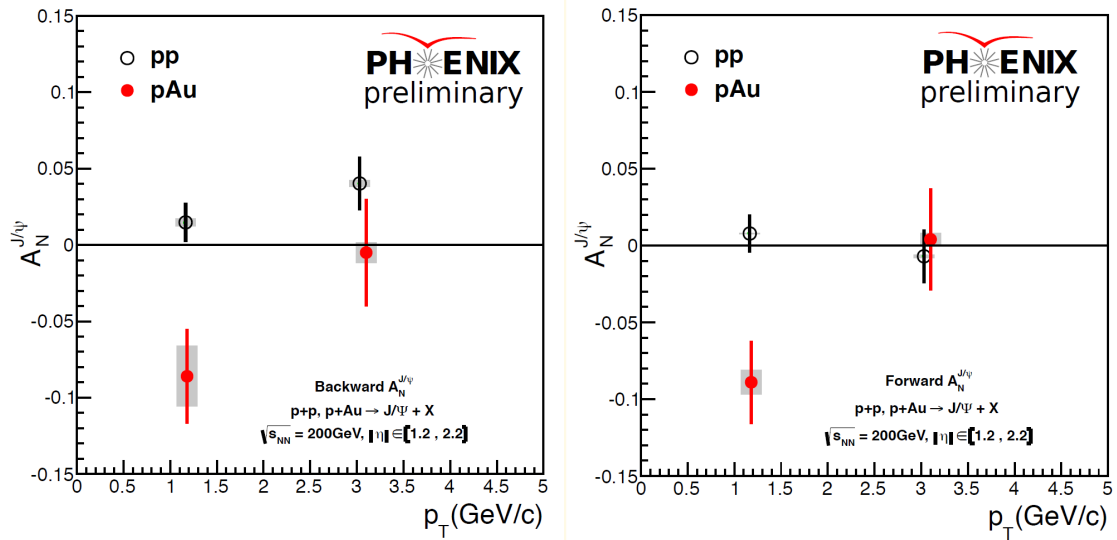 0.15
0.1
0.05
0
-0.05
-0.1
-0.15
A_N^{J/ψ}
pp
pAu
PHENIX
preliminary
Backward A_N^{J/ψ}
p+p, p+Au → J/Ψ + X
√s_{NN} = 200GeV, |η| ∈ [1.2 , 2.2]
0 0.5 1 1.5 2 2.5 3 3.5 4 4.5 5
p_T(GeV/c)
0.15
0.1
0.05
0
-0.05
-0.1
-0.15
A_N^{J/ψ}
pp
pAu
PHENIX
preliminary
Forward A_N^{J/ψ}
p+p, p+Au → J/Ψ + X
√s_{NN} = 200GeV, |η| ∈ [1.2 , 2.2]
0 0.5 1 1.5 2 2.5 3 3.5 4 4.5 5
p_T(GeV/c)